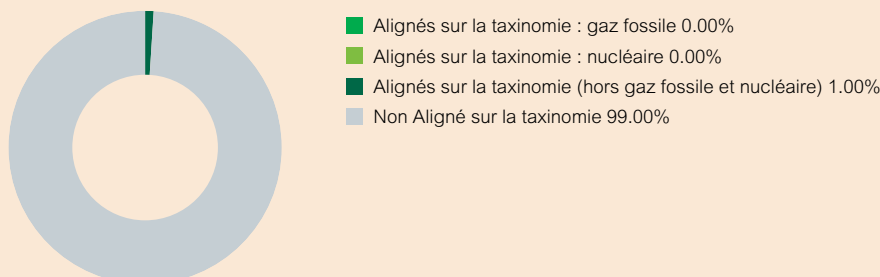 Alignés sur la taxinomie : gaz fossile 0.00%
Alignés sur la taxinomie : nucléaire 0.00%
Alignés sur la taxinomie (hors gaz fossile et nucléaire) 1.00%
Non Aligné sur la taxinomie 99.00%